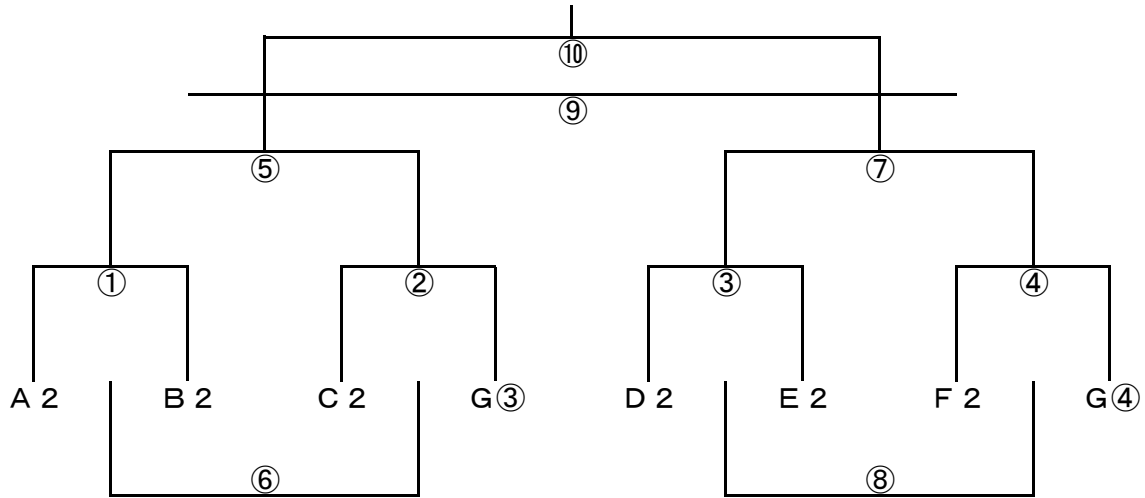 ⑩
⑨
⑤ ⑦
① ② ③ ④
A 2 B 2 C 2 G③ D 2 E 2 F 2 G④
⑥ ⑧